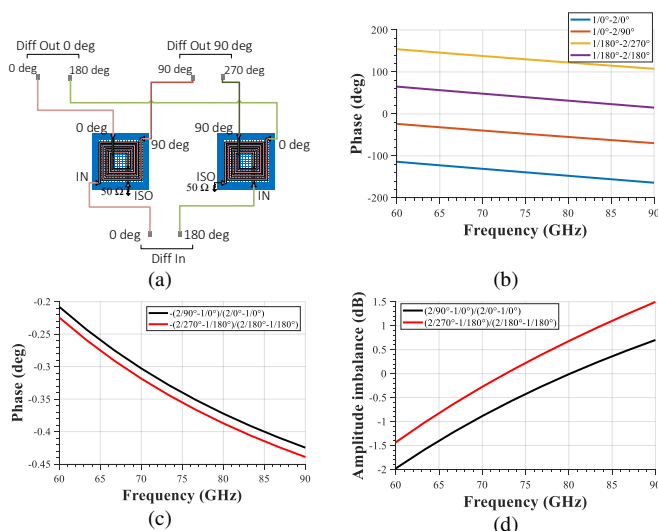 Diff Out 0 deg Diff Out 90 deg
0 deg 180 deg 90 deg 270 deg
0 deg 90 deg 90 deg 0 deg
IN 50 Ω ISO ISO 50 Ω IN
0 deg 180 deg
Diff In
(a)
1/0°-2/0°
1/0°-2/90°
1/180°-2/270°
1/180°-2/180°
Phase (deg)
200
100
0
-100
-200
60 70 80 90
Frequency (GHz)
(b)
-(2/90°-1/0°)/(2/0°-1/0°)
-(2/270°-1/180°)/(2/180°-1/180°)
Phase (deg)
-0.2
-0.25
-0.3
-0.35
-0.4
-0.45
60 65 70 75 80 85 90
Frequency (GHz)
(c)
(2/90°-1/0°)/(2/0°-1/0°)
(2/270°-1/180°)/(2/180°-1/180°)
Amplitude imbalance (dB)
1.5
1
0.5
0
-0.5
-1
-1.5
-2
60 65 70 75 80 85 90
Frequency (GHz)
(d)